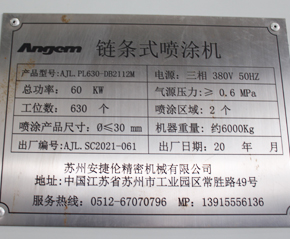 Angem 链条式喷涂机
产品型号: AJL.PL630-DB2112M 电源: 三相 380V 50HZ
总功率: 60 KW 气源压力: ≥ 0.6 MPa
工位数: 630 个 喷涂区域: 2 个
喷涂产品尺寸: Ø≤30 mm 机器重量: 约6000Kg
出厂编号: AJL.SC2021-061 出厂日期: 20 年 月
苏州安捷伦精密机械有限公司
地址: 中国江苏省苏州市工业园区常胜路49号
服务热线: 0512-67070796 MP: 13915556136